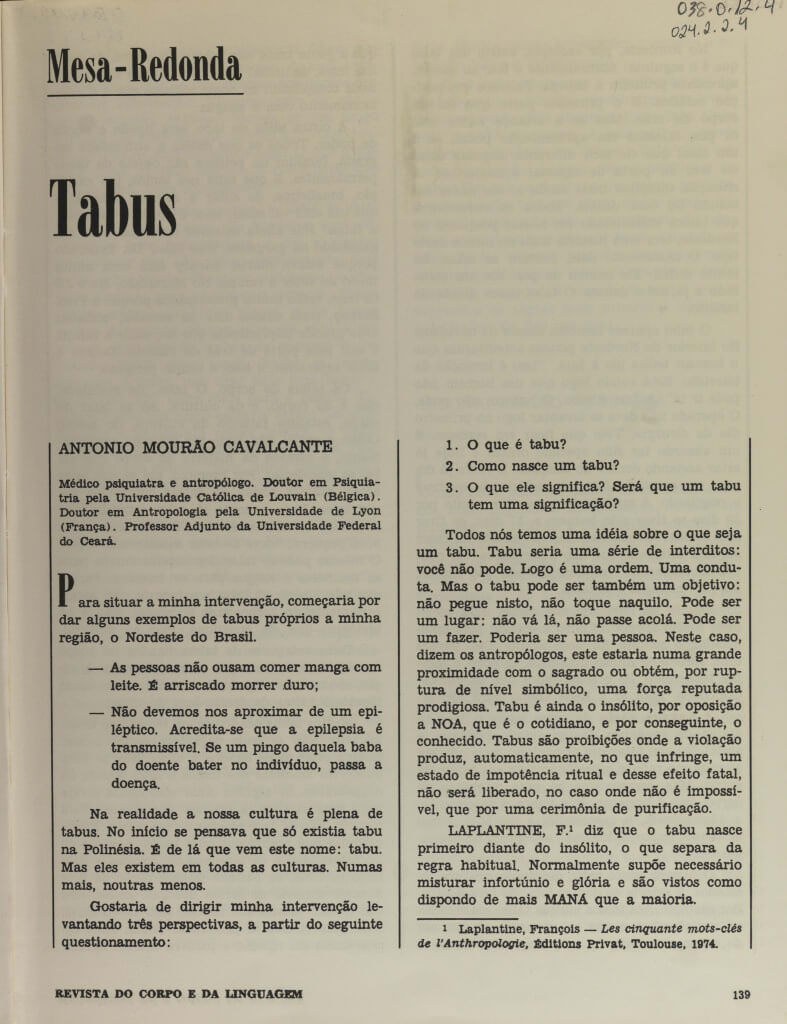 038.0.12.4
024.2.2.4
Mesa-Redonda
Tabus
ANTONIO MOURÃO CAVALCANTE
Médico psiquiatra e antropólogo. Doutor em Psiquia-
tria pela Universidade Católica de Louvain (Bélgica).
Doutor em Antropologia pela Universidade de Lyon
(França). Professor Adjunto da Universidade Federal
do Ceará.
Para situar a minha intervenção, começaria por
dar alguns exemplos de tabus próprios a minha
região, o Nordeste do Brasil.
— As pessoas não ousam comer manga com
leite. É arriscado morrer duro;
— Não devemos nos aproximar de um epi-
léptico. Acredita-se que a epilepsia é
transmissível. Se um pingo daquela baba
do doente bater no indivíduo, passa a
doença.
Na realidade a nossa cultura é plena de
tabus. No início se pensava que só existia tabu
na Polinésia. É de lá que vem este nome: tabu.
Mas eles existem em todas as culturas. Numas
mais, noutras menos.
Gostaria de dirigir minha intervenção le-
vantando três perspectivas, a partir do seguinte
questionamento:
1. O que é tabu?
2. Como nasce um tabu?
3. O que ele significa? Será que um tabu
tem uma significação?
Todos nós temos uma idéia sobre o que seja
um tabu. Tabu seria uma série de interditos:
você não pode. Logo é uma ordem. Uma condu-
ta. Mas o tabu pode ser também um objetivo:
não pegue nisto, não toque naquilo. Pode ser
um lugar: não vá lá, não passe acolá. Pode ser
um fazer. Poderia ser uma pessoa. Neste caso,
dizem os antropólogos, este estaria numa grande
proximidade com o sagrado ou obtém, por rup-
tura de nível simbólico, uma força reputada
prodigiosa. Tabu é ainda o insólito, por oposição
a NOA, que é o cotidiano, e por conseguinte, o
conhecido. Tabus são proibições onde a violação
produz, automaticamente, no que infringe, um
estado de impotência ritual e desse efeito fatal,
não será liberado, no caso onde não é impossí-
vel, que por uma cerimônia de purificação.
LAPLANTINE, F.¹ diz que o tabu nasce
primeiro diante do insólito, o que separa da
regra habitual. Normalmente supõe necessário
misturar infortúnio e glória e são vistos como
dispondo de mais MANÁ que a maioria.
¹ Laplantine, François — Les cinquante mots-clés
de l'Anthropologie, Éditions Privat, Toulouse, 1974.
REVISTA DO CORPO E DA LINGUAGEM
139